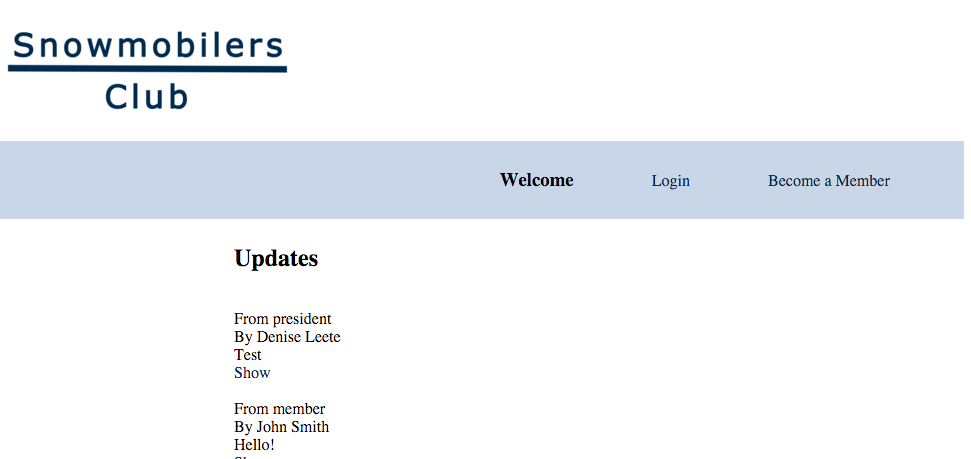 Snowmobilers
Club
Welcome Login Become a Member
Updates
From president
By Denise Leete
Test
Show
From member
By John Smith
Hello!